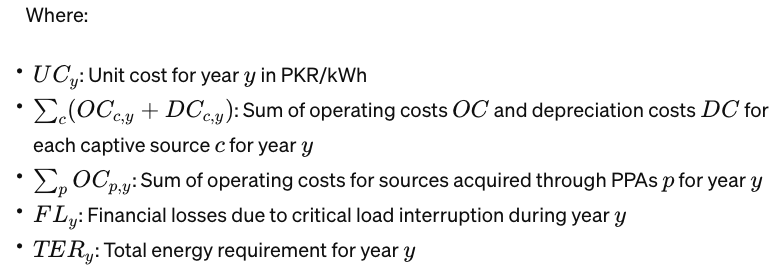 Where:
• UC_y: Unit cost for year y in PKR/kWh
• ∑_c(OC_{c,y} + DC_{c,y}): Sum of operating costs OC and depreciation costs DC for
each captive source c for year y
• ∑_p OC_{p,y}: Sum of operating costs for sources acquired through PPAs p for year y
• FL_y: Financial losses due to critical load interruption during year y
• TER_y: Total energy requirement for year y